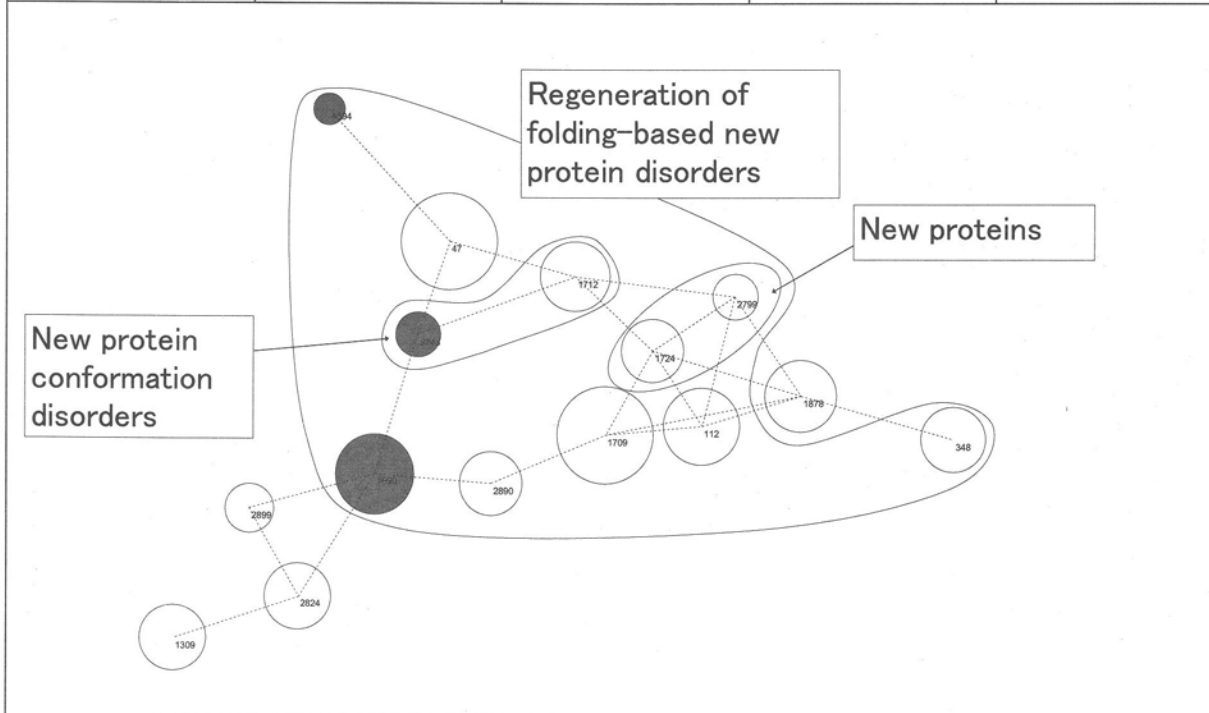 Regeneration of
folding-based new
protein disorders
New proteins
47
1712
2799
New protein
conformation
disorders
1724
1878
1709
112
348
2890
2899
2824
1309